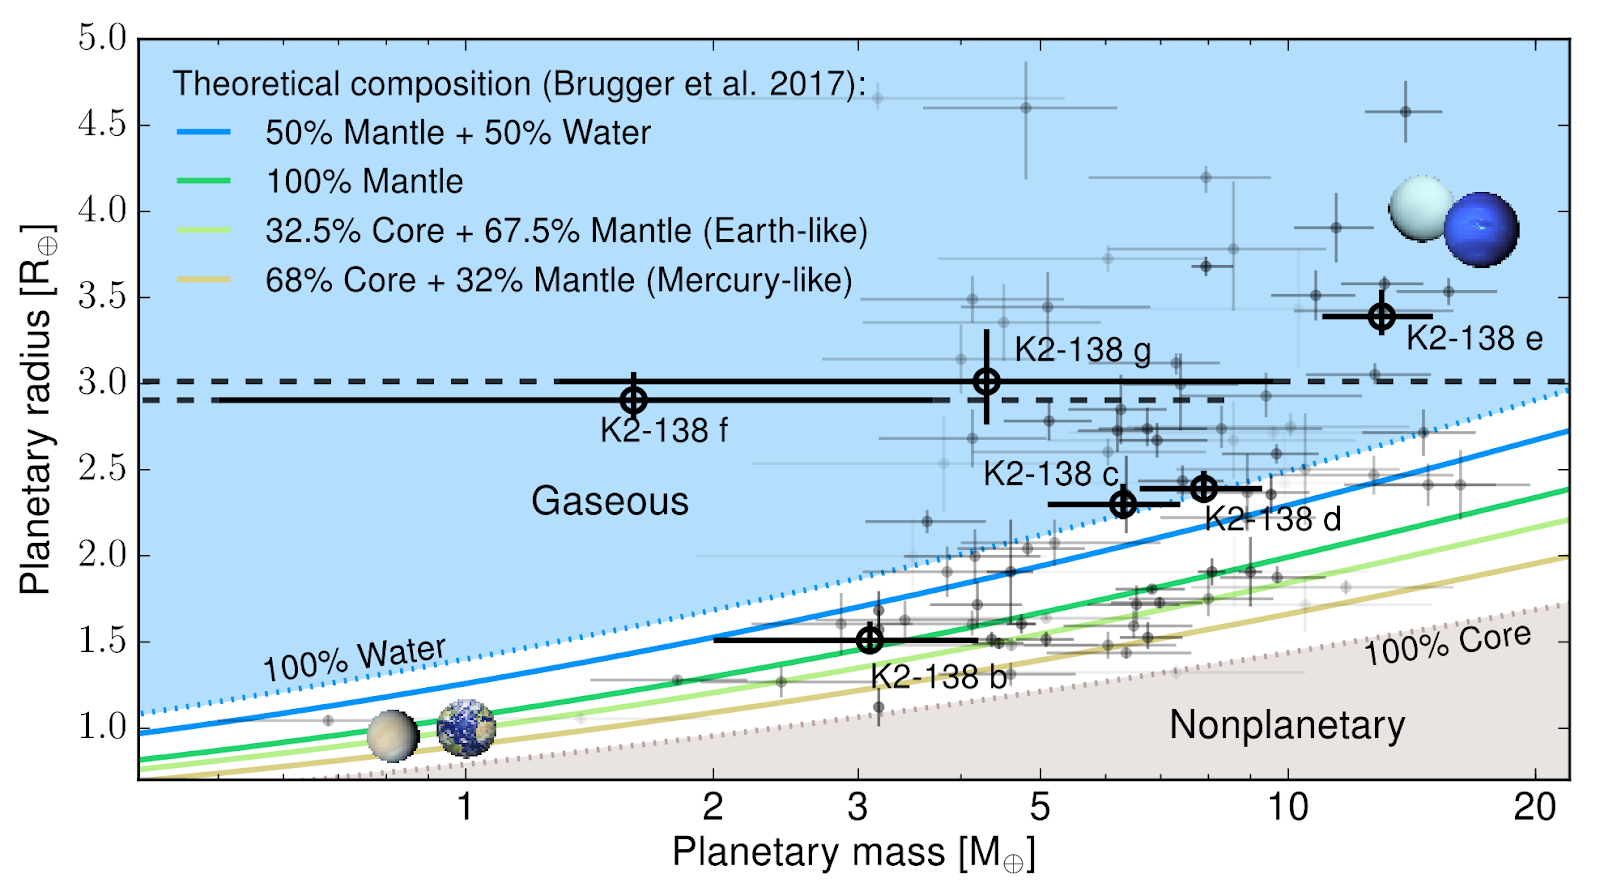 5.0
4.5
4.0
3.5
3.0
2.5
2.0
1.5
1.0
Planetary radius [R⊕]
Theoretical composition (Brugger et al. 2017):
50% Mantle + 50% Water
100% Mantle
32.5% Core + 67.5% Mantle (Earth-like)
68% Core + 32% Mantle (Mercury-like)
K2-138 g
K2-138 e
K2-138 f
K2-138 c
Gaseous
K2-138 d
100% Water
K2-138 b
100% Core
Nonplanetary
1 2 3 5 10 20
Planetary mass [M⊕]